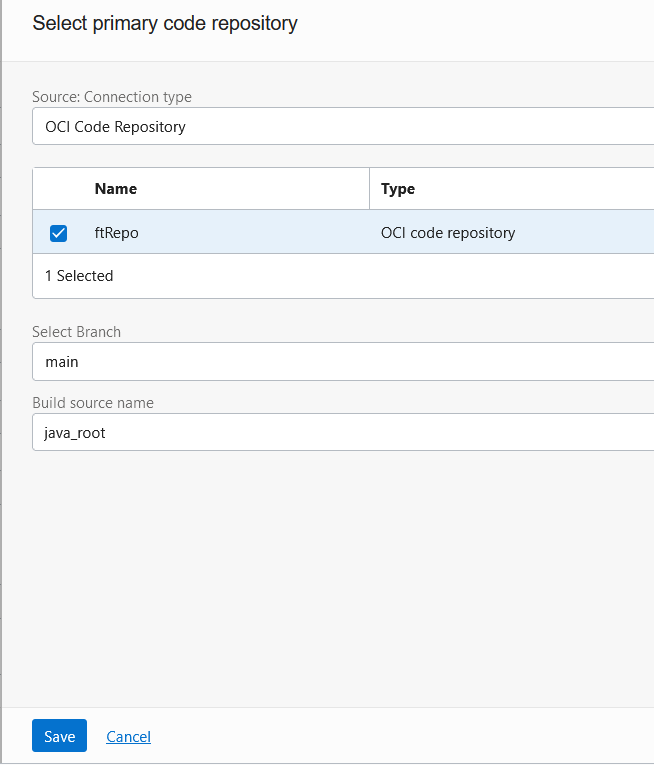 Select primary code repository
Source: Connection type
OCI Code Repository
Name Type
ftRepo OCI code repository
1 Selected
Select Branch
main
Build source name
java_root
Save Cancel